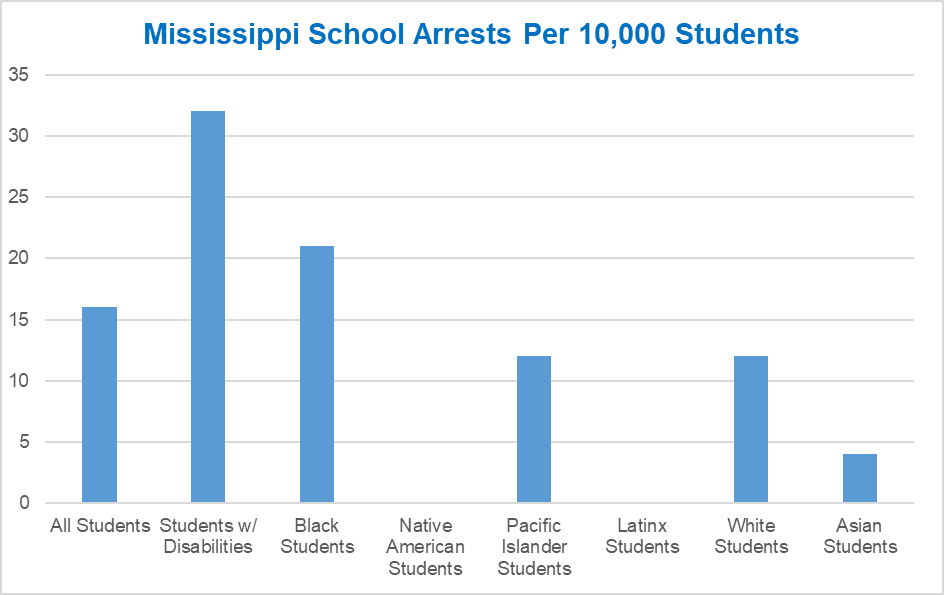 Mississippi School Arrests Per 10,000 Students
35
30
25
20
15
10
5
0
All Students
Students w/
Disabilities
Black
Students
Native
American
Students
Pacific
Islander
Students
Latinx
Students
White
Students
Asian
Students